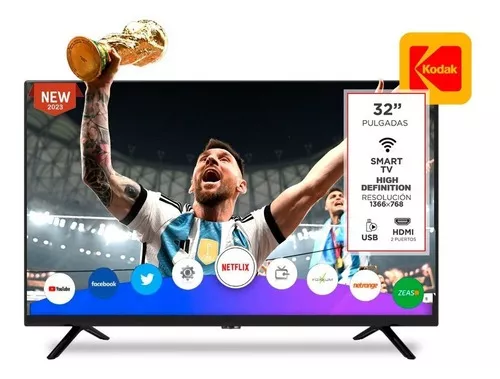 NEW
2023
Kodak
32”
PULGADAS
SMART
TV
HIGH
DEFINITION
RESOLUCIÓN
1366x768
USB
HDMI
2 PUERTOS
YouTube
facebook
NETFLIX
netrange
ZEASN